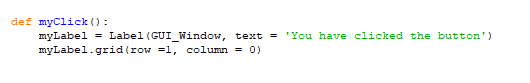 def myClick():
    myLabel = Label(GUI_Window, text = 'You have clicked the button')
    myLabel.grid(row =1, column = 0)